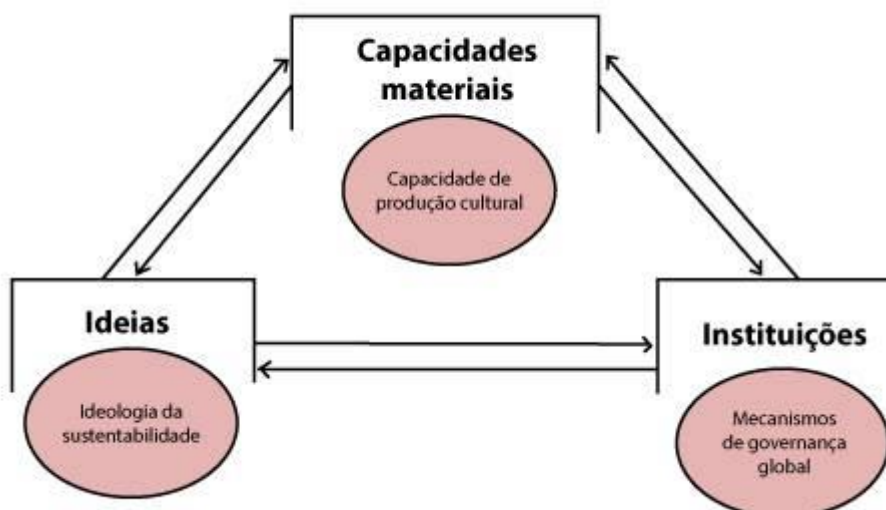 Capacidades
materiais
Capacidade de
produção cultural
Ideias
Ideologia da
sustentabilidade
Instituições
Mecanismos
de governança
global